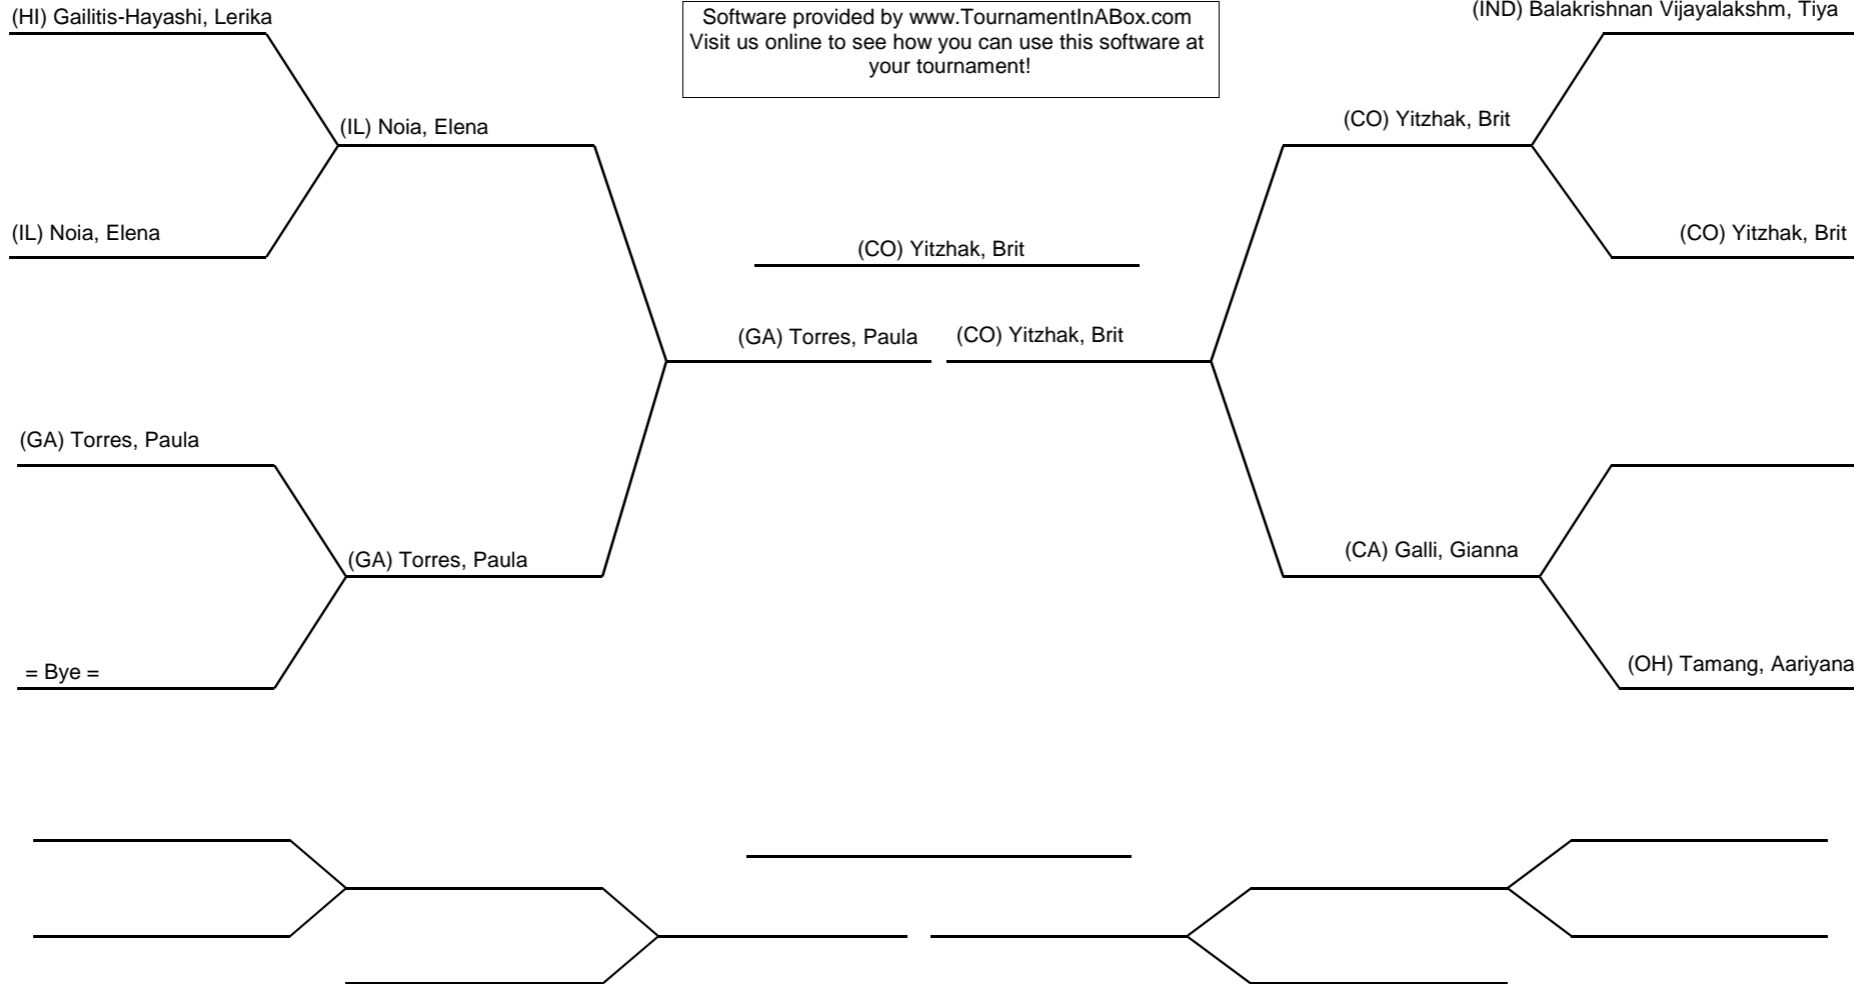 (HI) Gailitis-Hayashi, Lerika
Software provided by www.TournamentInABox.com
Visit us online to see how you can use this software at
your tournament!
(IND) Balakrishnan Vijayalakshm, Tiya
(IL) Noia, Elena
(CO) Yitzhak, Brit
(IL) Noia, Elena
(CO) Yitzhak, Brit
(CO) Yitzhak, Brit
(GA) Torres, Paula
(CO) Yitzhak, Brit
(GA) Torres, Paula
(GA) Torres, Paula
(CA) Galli, Gianna
= Bye =
(OH) Tamang, Aariyana